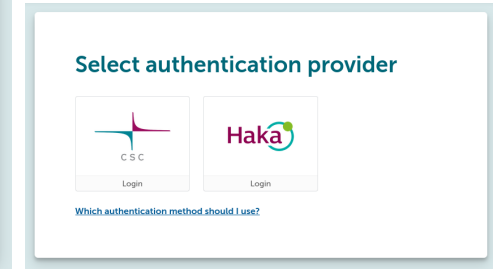 Select authentication provider
CSC
Haka
Login
Login
Which authentication method should I use?